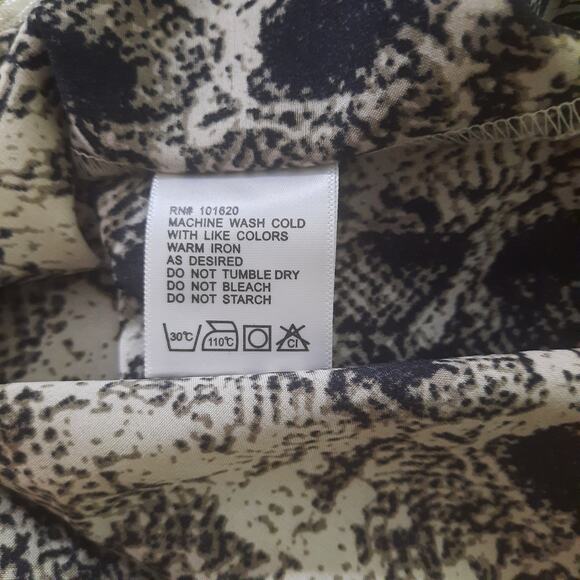 RN# 101620
MACHINE WASH COLD
WITH LIKE COLORS
WARM IRON
AS DESIRED
DO NOT TUMBLE DRY
DO NOT BLEACH
DO NOT STARCH
30°C 110°C Cl